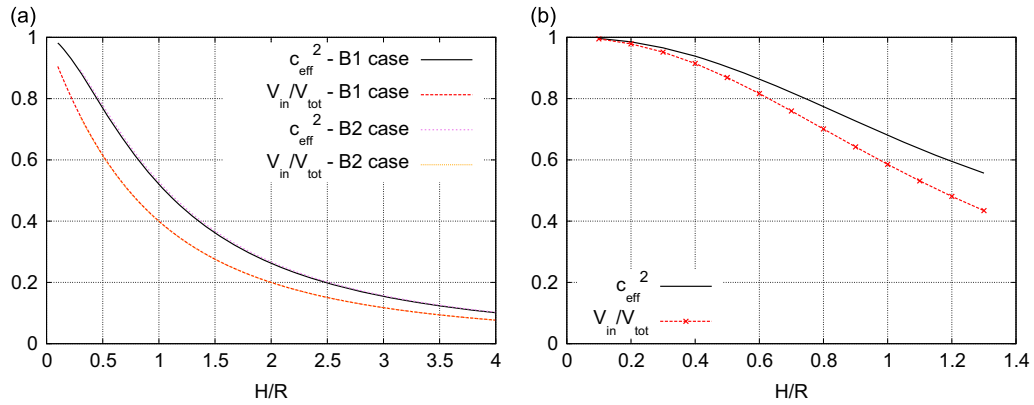 (a)
c_eff^2 - B1 case
V_in/V_tot - B1 case
c_eff^2 - B2 case
V_in/V_tot - B2 case
1
0.8
0.6
0.4
0.2
0
0 0.5 1 1.5 2 2.5 3 3.5 4
H/R
(b)
1
0.8
0.6
0.4
0.2
0
c_eff^2
V_in/V_tot
0 0.2 0.4 0.6 0.8 1 1.2 1.4
H/R